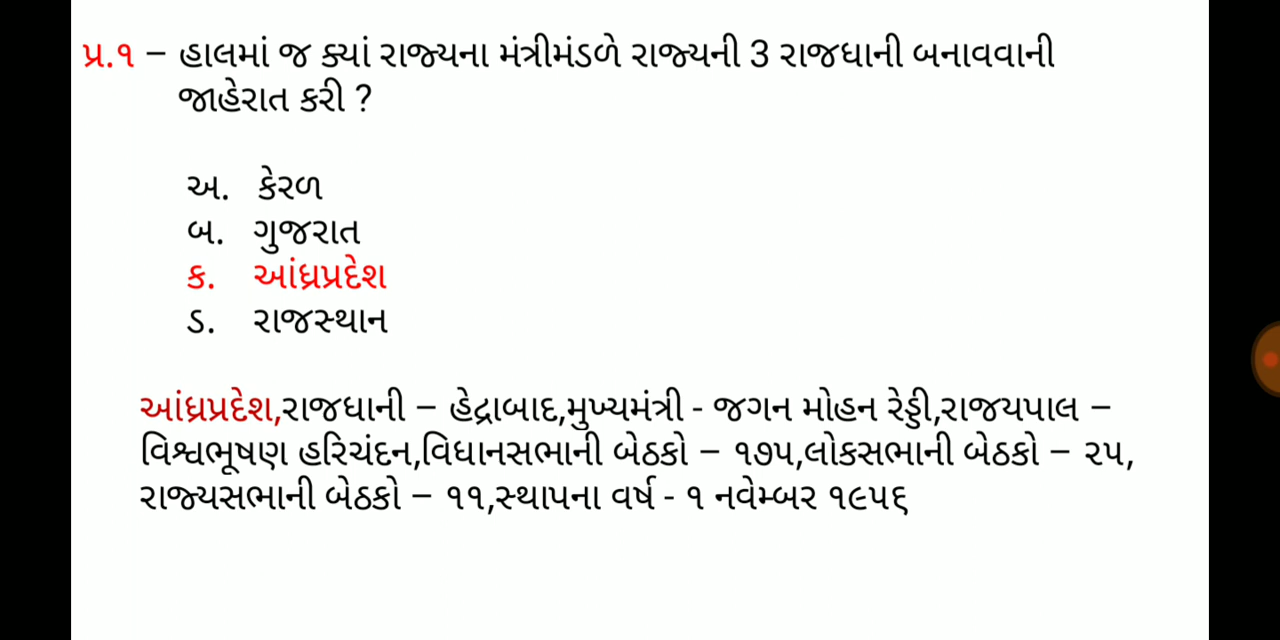 પ્ર.૧ – હાલમાં જ ક્યાં રાજ્યના મંત્રીમંડળે રાજ્યની 3 રાજધાની બનાવવાની
જાહેરાત કરી ?
અ. કેરળ
બ. ગુજરાત
ક. આંધ્રપ્રદેશ
ડ. રાજસ્થાન
આંધ્રપ્રદેશ,રાજધાની – હેદ્રાબાદ,મુખ્યમંત્રી - જગન મોહન રેડ્ડી,રાજયપાલ –
વિશ્વભૂષણ હરિચંદન,વિધાનસભાની બેઠકો – ૧૭૫,લોકસભાની બેઠકો – ૨૫,
રાજ્યસભાની બેઠકો – ૧૧,સ્થાપના વર્ષ - ૧ નવેમ્બર ૧૯૫૬